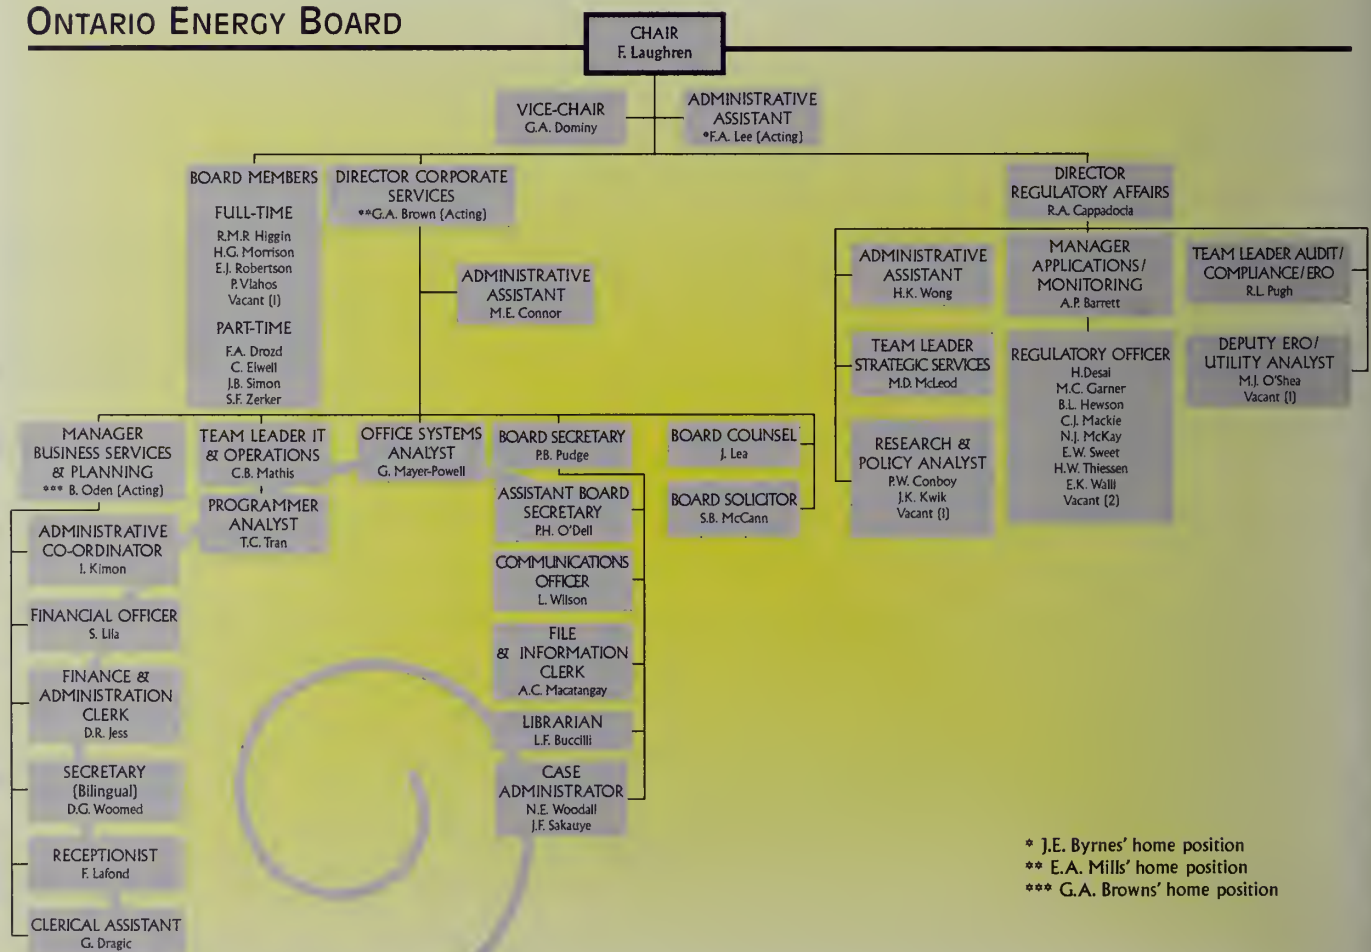 ONTARIO ENERGY BOARD
CHAIR
F. Laughren
VICE-CHAIR
G.A. Dominy
ADMINISTRATIVE
ASSISTANT
*F.A. Lee (Acting)
BOARD MEMBERS
FULL-TIME
R.M.R Higgin
H.G. Morrison
E.J. Robertson
P. Vlahos
Vacant (1)
PART-TIME
F.A. Drozd
C. Elwell
J.B. Simon
S.F. Zerker
DIRECTOR CORPORATE
SERVICES
**G.A. Brown (Acting)
ADMINISTRATIVE
ASSISTANT
M.E. Connor
DIRECTOR
REGULATORY AFFAIRS
R.A. Cappadocia
ADMINISTRATIVE
ASSISTANT
H.K. Wong
MANAGER
APPLICATIONS/
MONITORING
A.P. Barrett
TEAM LEADER AUDIT/
COMPLIANCE/ERO
R.L. Pugh
TEAM LEADER
STRATEGIC SERVICES
M.D. McLeod
REGULATORY OFFICER
H.Desai
M.C. Garner
B.L. Hewson
C.J. Mackie
N.J. McKay
E.W. Sweet
H.W. Thiessen
E.K. Walli
Vacant (2)
DEPUTY ERO/
UTILITY ANALYST
M.J. O'Shea
Vacant (1)
RESEARCH &
POLICY ANALYST
P.W. Conboy
J.K. Kwik
Vacant (1)
MANAGER
BUSINESS SERVICES
& PLANNING
*** B. Oden (Acting)
TEAM LEADER IT
& OPERATIONS
C.B. Mathis
OFFICE SYSTEMS
ANALYST
G. Mayer-Powell
BOARD SECRETARY
P.B. Pudge
BOARD COUNSEL
J. Lea
PROGRAMMER
ANALYST
T.C. Tran
ASSISTANT BOARD
SECRETARY
P.H. O'Dell
BOARD SOLICITOR
S.B. McCann
ADMINISTRATIVE
CO-ORDINATOR
I. Kimon
COMMUNICATIONS
OFFICER
L. Wilson
FINANCIAL OFFICER
S. Lila
FILE
& INFORMATION
CLERK
A.C. Macatangay
FINANCE &
ADMINISTRATION
CLERK
D.R. Jess
LIBRARIAN
L.F. Buccilli
SECRETARY
(Bilingual)
D.G. Woomed
CASE
ADMINISTRATOR
N.E. Woodall
J.F. Sakauye
RECEPTIONIST
F. Lafond
CLERICAL ASSISTANT
G. Dragic
* J.E. Byrnes' home position
** E.A. Mills' home position
*** G.A. Browns' home position